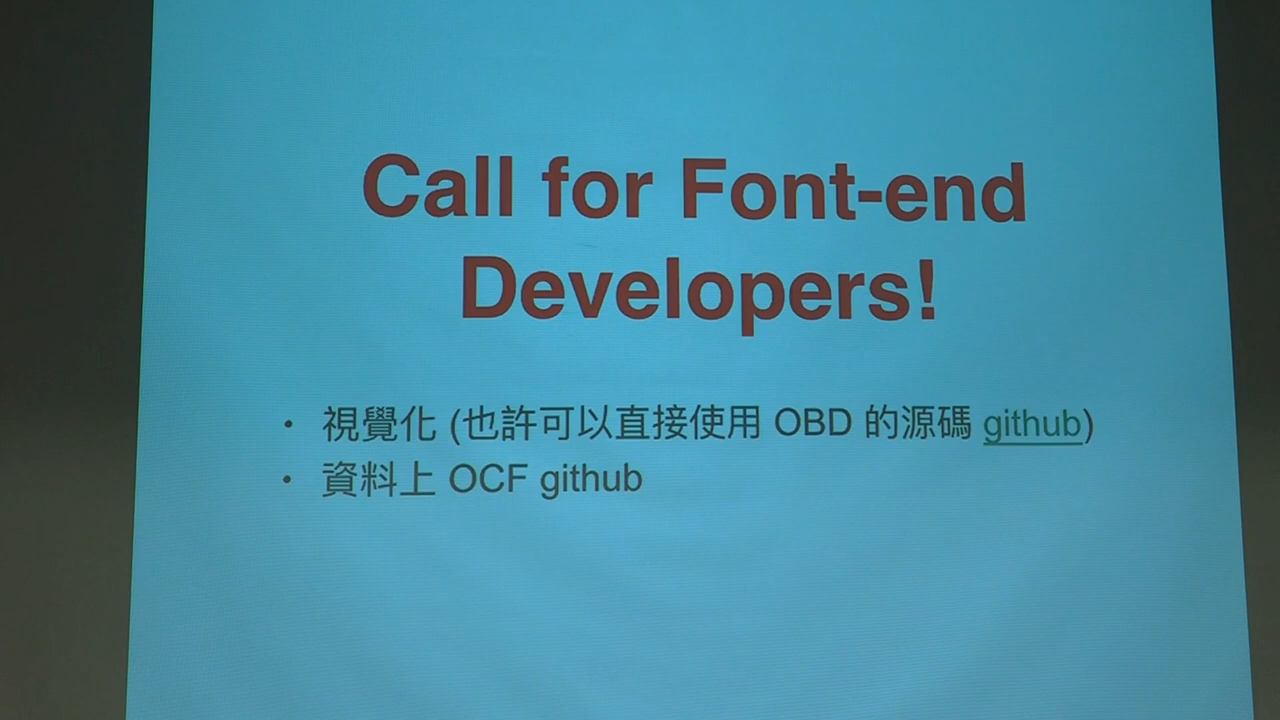 Call for Font-end
Developers!
• 視覺化 (也許可以直接使用 OBD 的源碼 github)
• 資料上 OCF github